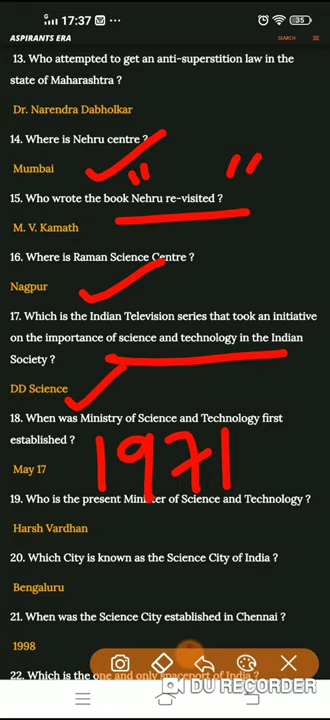 17:37
35
ASPIRANTS ERA
SEARCH
13. Who attempted to get an anti-superstition law in the
state of Maharashtra ?
Dr. Narendra Dabholkar
14. Where is Nehru centre ?
Mumbai
15. Who wrote the book Nehru re-visited ?
M. V. Kamath
16. Where is Raman Science Centre ?
Nagpur
17. Which is the Indian Television series that took an initiative
on the importance of science and technology in the Indian
Society ?
DD Science
18. When was Ministry of Science and Technology first
established ?
May 17
1971
19. Who is the present Minister of Science and Technology ?
Harsh Vardhan
20. Which City is known as the Science City of India ?
Bengaluru
21. When was the Science City established in Chennai ?
1998
22. Which is the one and only spaceport of India ?
DU RECORDER